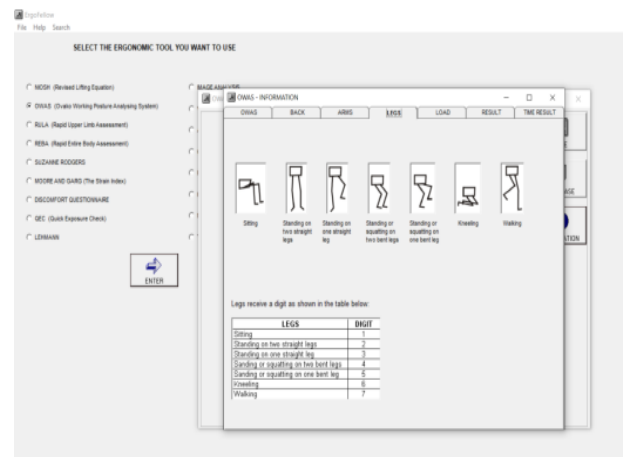 ErgoFellow
File Help Search
SELECT THE ERGONOMIC TOOL YOU WANT TO USE
NIOSH (Revised Lifting Equation)
OWAS (Ovako Working Posture Analysing System)
RULA (Rapid Upper Limb Assessment)
REBA (Rapid Entire Body Assessment)
SUZANNE RODGERS
MOORE AND GARG (The Strain Index)
DISCOMFORT QUESTIONNAIRE
QEC (Quick Exposure Check)
LEHMANN
IMAGE ANALYSIS
ENTER
OWAS - INFORMATION
OWAS BACK ARMS LEGS LOAD RESULT TIME RESULT
Sitting
Standing on two straight legs
Standing on one straight leg
Standing or squatting on two bent legs
Standing or squatting on one bent leg
Kneeling
Walking
Legs receive a digit as shown in the table below:
LEGS DIGIT
Sitting 1
Standing on two straight legs 2
Standing on one straight leg 3
Sanding or squatting on two bent legs 4
Sanding or squatting on one bent leg 5
Kneeling 6
Walking 7